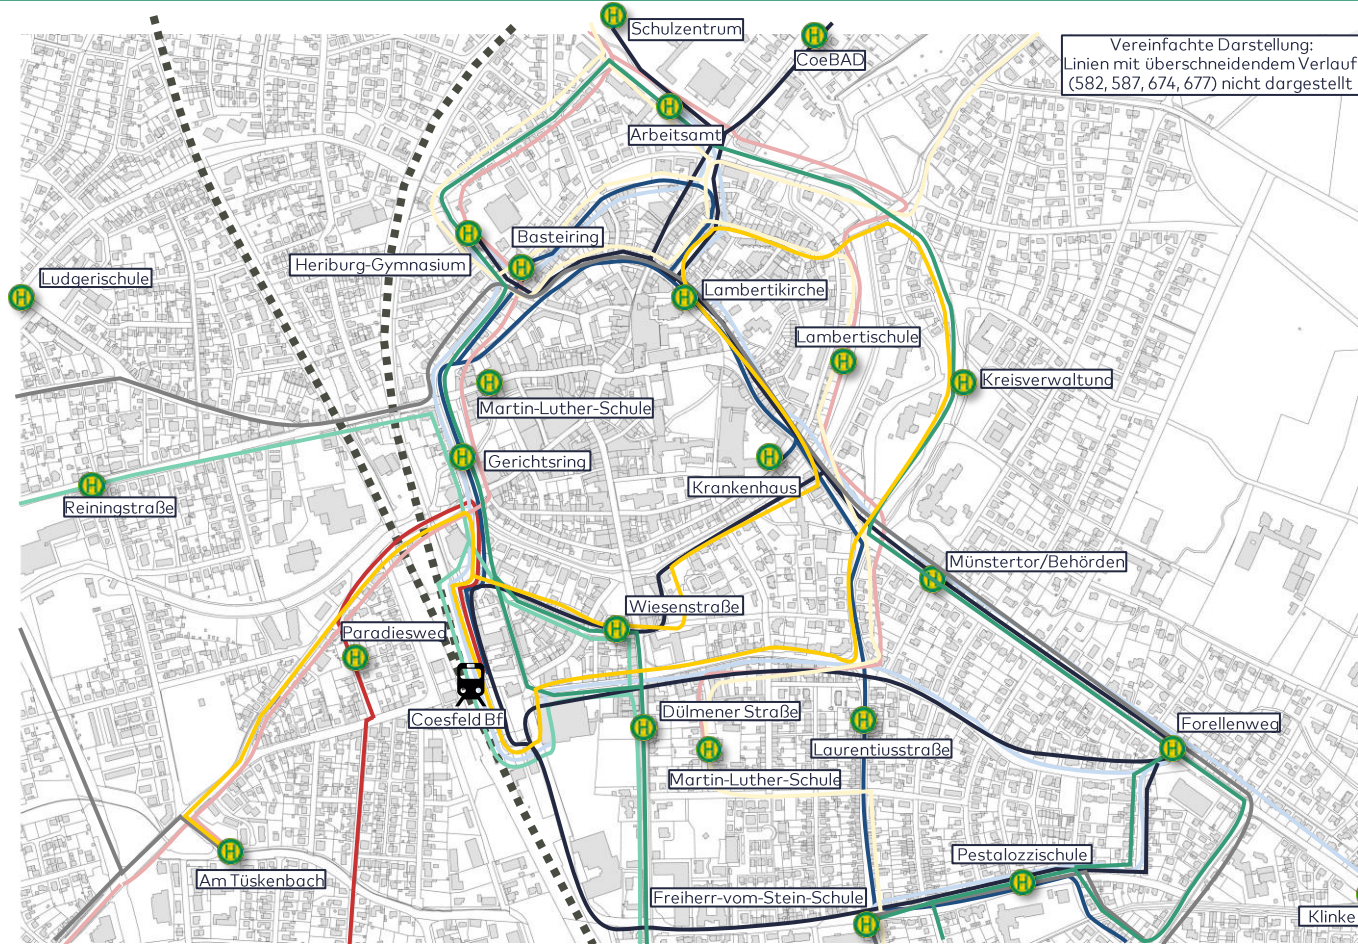 Schulzentrum
CoeBAD
Vereinfachte Darstellung:
Linien mit überschneidendem Verlauf
(582, 587, 674, 677) nicht dargestellt
H
H
H
Arbeitsamt
H
Basteiring
Heriburg-Gymnasium
H
Ludgerischule
H
Lambertikirche
H
Lambertischule
H
Kreisverwaltung
H
H
Martin-Luther-Schule
H
Gerichtsring
H
Krankenhaus
H
Reiningstraße
Münstertor/Behörden
H
Wiesenstraße
H
Paradiesweg
H
Coesfeld Bf
Dülmener Straße
H
H
Laurentiusstraße
H
Martin-Luther-Schule
Forellenweg
H
H
Am Tüskenbach
Pestalozzischule
H
Freiherr-vom-Stein-Schule
H
Klinke